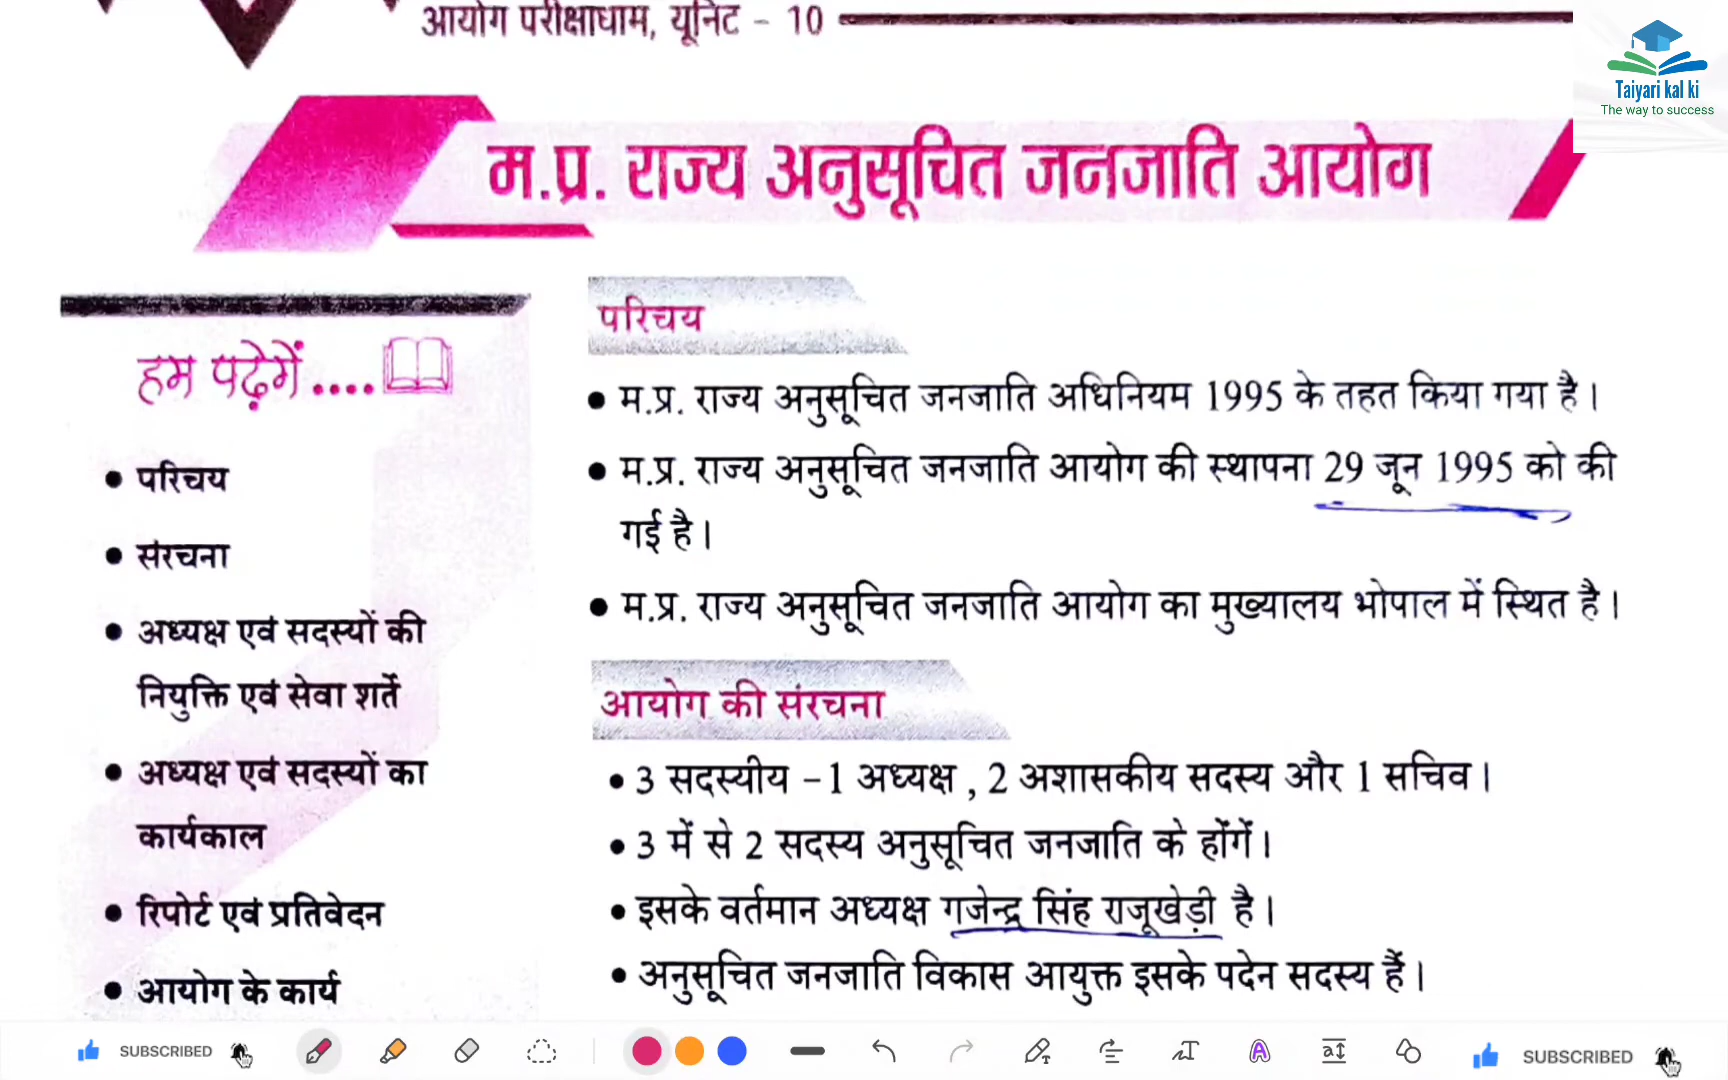 आयोग परीक्षाधाम, यूनिट - 10
Taiyari kal ki
The way to success
म.प्र. राज्य अनुसूचित जनजाति आयोग
हम पढ़ेगें....
• परिचय
• संरचना
• अध्यक्ष एवं सदस्यों की
नियुक्ति एवं सेवा शर्ते
• अध्यक्ष एवं सदस्यों का
कार्यकाल
• रिपोर्ट एवं प्रतिवेदन
• आयोग के कार्य
परिचय
• म.प्र. राज्य अनुसूचित जनजाति अधिनियम 1995 के तहत किया गया है।
• म.प्र. राज्य अनुसूचित जनजाति आयोग की स्थापना 29 जून 1995 को की
गई है।
• म.प्र. राज्य अनुसूचित जनजाति आयोग का मुख्यालय भोपाल में स्थित है।
आयोग की संरचना
• 3 सदस्यीय – 1 अध्यक्ष , 2 अशासकीय सदस्य और 1 सचिव।
• 3 में से 2 सदस्य अनुसूचित जनजाति के होंगें।
• इसके वर्तमान अध्यक्ष गजेन्द्र सिंह राजूखेड़ी है।
• अनुसूचित जनजाति विकास आयुक्त इसके पदेन सदस्य हैं।
SUBSCRIBED
SUBSCRIBED